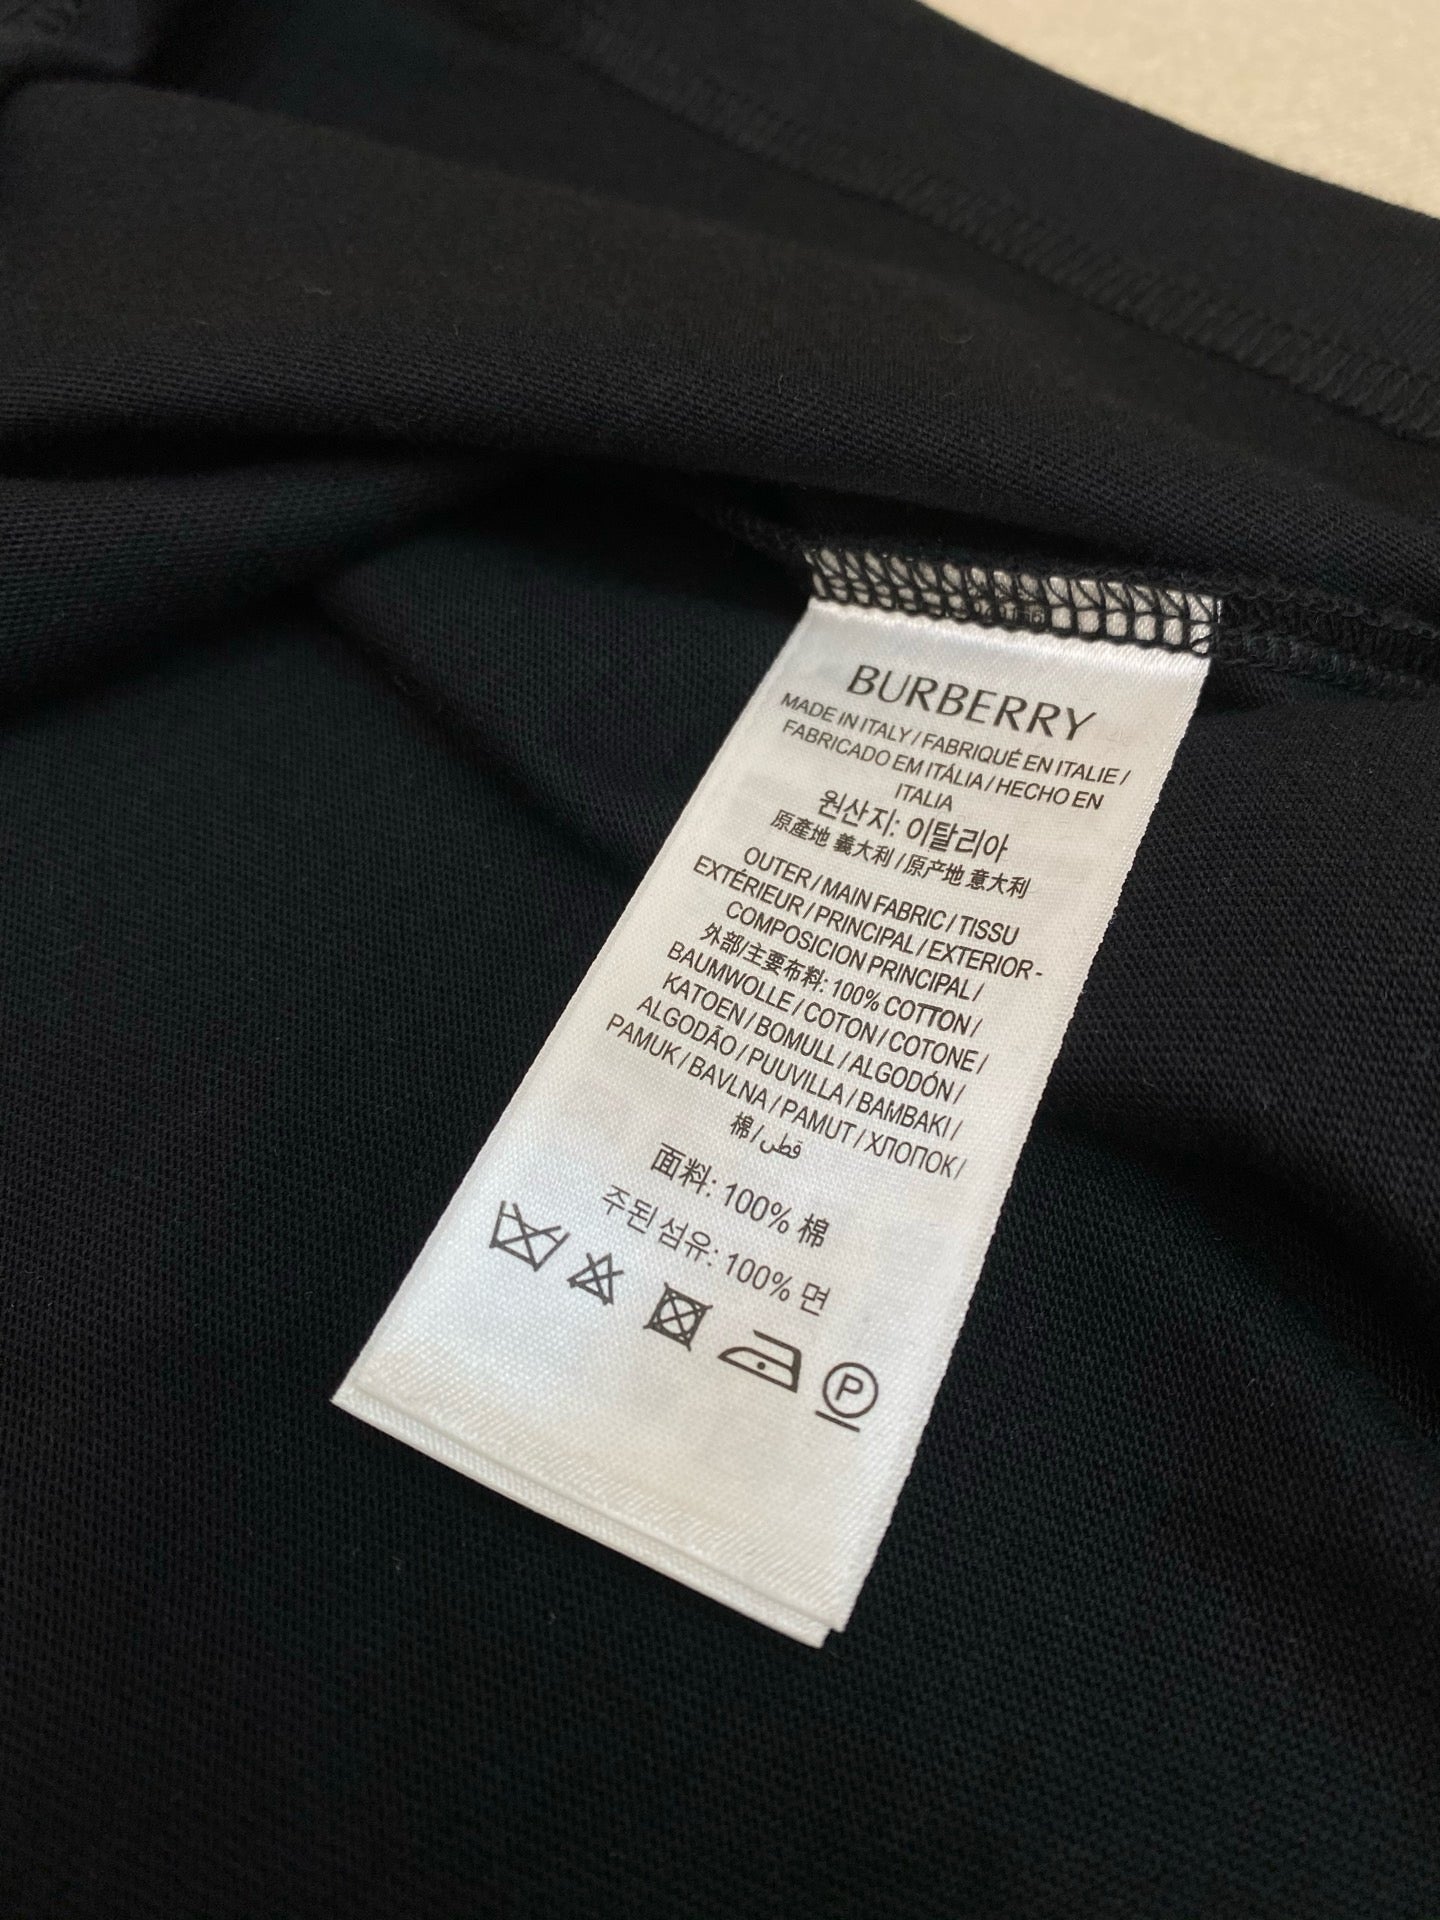 BURBERRY
MADE IN ITALY / FABRIQUÉ EN ITALIE /
FABRICADO EM ITÁLIA / HECHO EN
ITALIA
원산지: 이탈리아
原產地 義大利 / 原产地 意大利
OUTER / MAIN FABRIC / TISSU
EXTÉRIEUR / PRINCIPAL / EXTERIOR-
COMPOSICION PRINCIPAL /
外部/主要布料: 100% COTTON /
BAUMWOLLE / COTON / COTONE /
KATOEN / BOMULL / ALGODÓN /
ALGODÃO / PUUVILLA / BAMBAKI /
PAMUK / BAVLNA / PAMUT / ХЛОПОК /
棉/قطن
面料: 100% 棉
주된 섬유: 100% 면
P